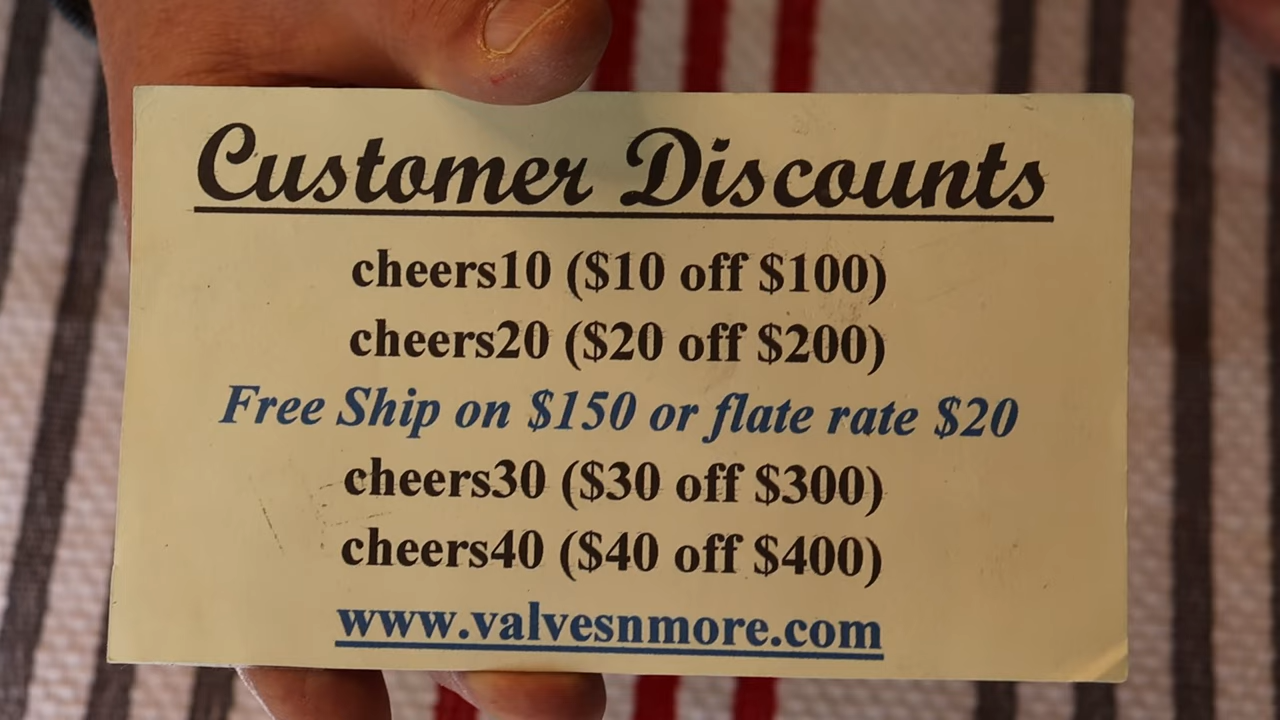 Customer Discounts
cheers10 ($10 off $100)
cheers20 ($20 off $200)
Free Ship on $150 or flate rate $20
cheers30 ($30 off $300)
cheers40 ($40 off $400)
www.valvesnmore.com